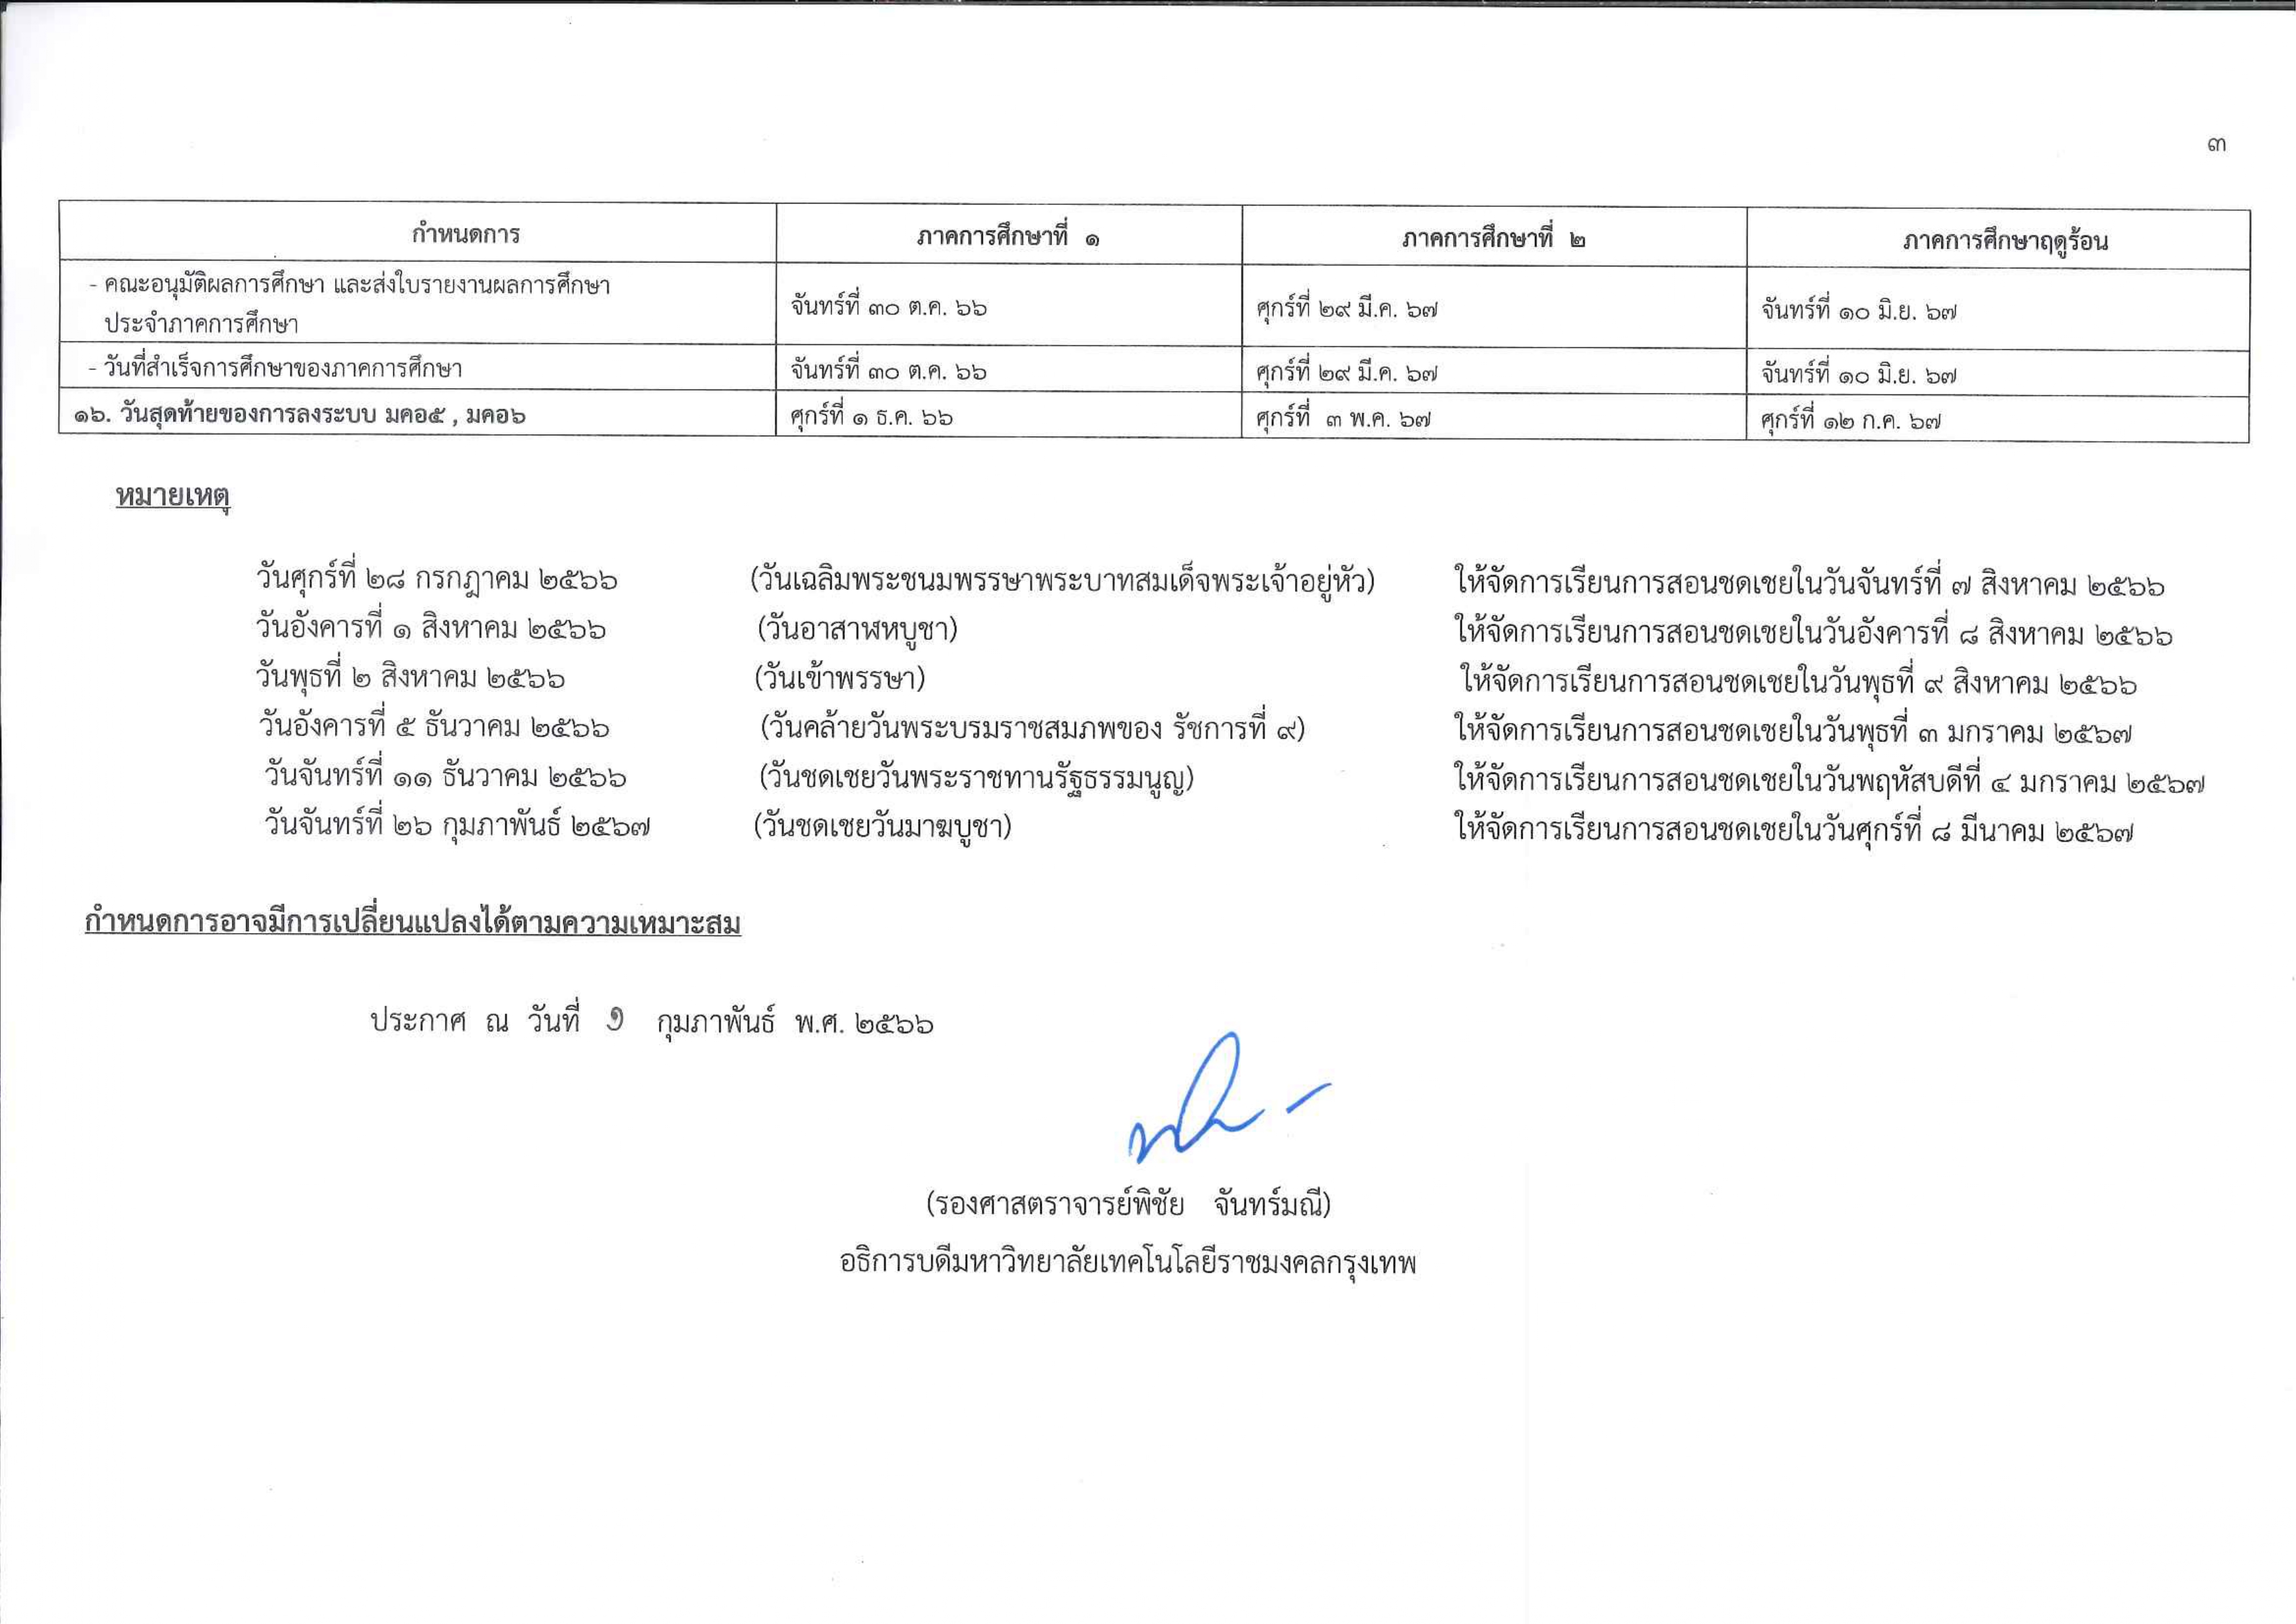 ๓
กำหนดการ ภาคการศึกษาที่ ๑ ภาคการศึกษาที่ ๒ ภาคการศึกษาฤดูร้อน
- คณะอนุมัติผลการศึกษา และส่งใบรายงานผลการศึกษา
ประจำภาคการศึกษา จันทร์ที่ ๓๐ ต.ค. ๖๖ ศุกร์ที่ ๒๙ มี.ค. ๖๗ จันทร์ที่ ๑๐ มิ.ย. ๖๗
- วันที่สำเร็จการศึกษาของภาคการศึกษา จันทร์ที่ ๓๐ ต.ค. ๖๖ ศุกร์ที่ ๒๙ มี.ค. ๖๗ จันทร์ที่ ๑๐ มิ.ย. ๖๗
๑๖. วันสุดท้ายของการลงระบบ มคอ๕ , มคอ๖ ศุกร์ที่ ๑ ธ.ค. ๖๖ ศุกร์ที่ ๓ พ.ค. ๖๗ ศุกร์ที่ ๑๒ ก.ค. ๖๗
หมายเหตุ
วันศุกร์ที่ ๒๘ กรกฎาคม ๒๕๖๖ (วันเฉลิมพระชนมพรรษาพระบาทสมเด็จพระเจ้าอยู่หัว) ให้จัดการเรียนการสอนชดเชยในวันจันทร์ที่ ๗ สิงหาคม ๒๕๖๖
วันอังคารที่ ๑ สิงหาคม ๒๕๖๖ (วันอาสาฬหบูชา) ให้จัดการเรียนการสอนชดเชยในวันอังคารที่ ๘ สิงหาคม ๒๕๖๖
วันพุธที่ ๒ สิงหาคม ๒๕๖๖ (วันเข้าพรรษา) ให้จัดการเรียนการสอนชดเชยในวันพุธที่ ๙ สิงหาคม ๒๕๖๖
วันอังคารที่ ๕ ธันวาคม ๒๕๖๖ (วันคล้ายวันพระบรมราชสมภพของ รัชการที่ ๙) ให้จัดการเรียนการสอนชดเชยในวันพุธที่ ๓ มกราคม ๒๕๖๗
วันจันทร์ที่ ๑๑ ธันวาคม ๒๕๖๖ (วันชดเชยวันพระราชทานรัฐธรรมนูญ) ให้จัดการเรียนการสอนชดเชยในวันพฤหัสบดีที่ ๔ มกราคม ๒๕๖๗
วันจันทร์ที่ ๒๖ กุมภาพันธ์ ๒๕๖๗ (วันชดเชยวันมาฆบูชา) ให้จัดการเรียนการสอนชดเชยในวันศุกร์ที่ ๘ มีนาคม ๒๕๖๗
กำหนดการอาจมีการเปลี่ยนแปลงได้ตามความเหมาะสม
ประกาศ ณ วันที่ ๑ กุมภาพันธ์ พ.ศ. ๒๕๖๖
(รองศาสตราจารย์พิชัย จันทร์มณี)
อธิการบดีมหาวิทยาลัยเทคโนโลยีราชมงคลกรุงเทพ